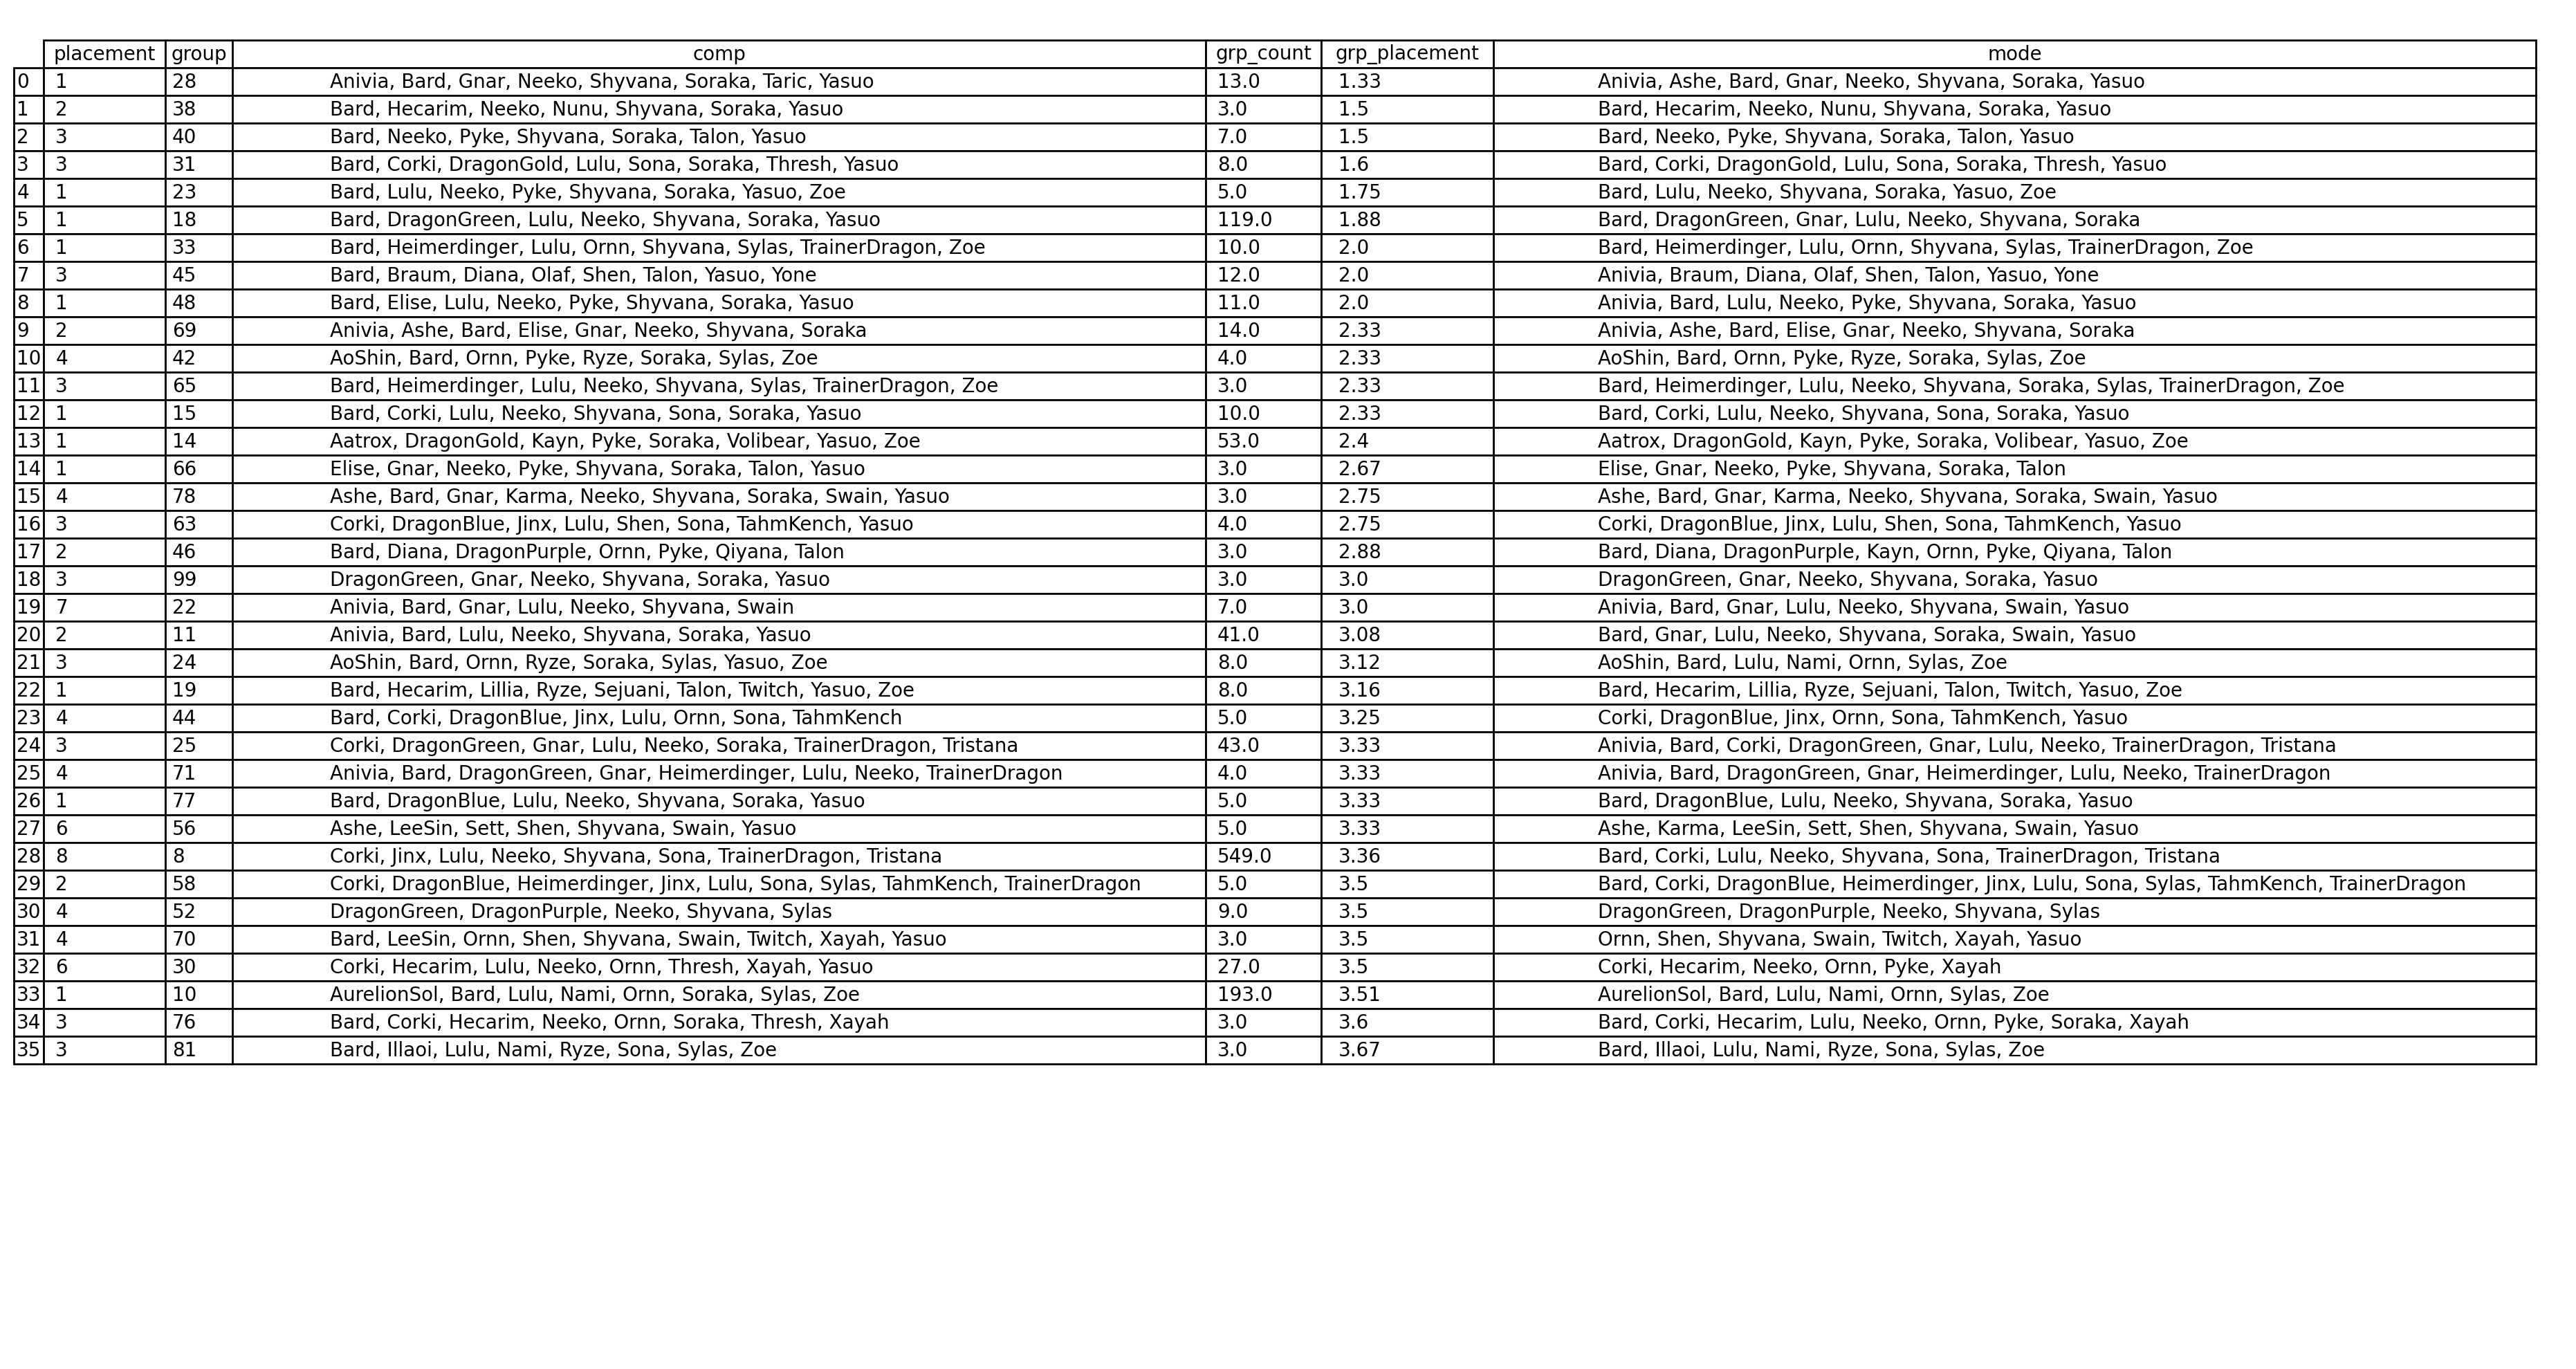 placement group comp grp_count grp_placement mode
0 1 28 Anivia, Bard, Gnar, Neeko, Shyvana, Soraka, Taric, Yasuo 13.0 1.33 Anivia, Ashe, Bard, Gnar, Neeko, Shyvana, Soraka, Yasuo
1 2 38 Bard, Hecarim, Neeko, Nunu, Shyvana, Soraka, Yasuo 3.0 1.5 Bard, Hecarim, Neeko, Nunu, Shyvana, Soraka, Yasuo
2 3 40 Bard, Neeko, Pyke, Shyvana, Soraka, Talon, Yasuo 7.0 1.5 Bard, Neeko, Pyke, Shyvana, Soraka, Talon, Yasuo
3 3 31 Bard, Corki, DragonGold, Lulu, Sona, Soraka, Thresh, Yasuo 8.0 1.6 Bard, Corki, DragonGold, Lulu, Sona, Soraka, Thresh, Yasuo
4 1 23 Bard, Lulu, Neeko, Pyke, Shyvana, Soraka, Yasuo, Zoe 5.0 1.75 Bard, Lulu, Neeko, Shyvana, Soraka, Yasuo, Zoe
5 1 18 Bard, DragonGreen, Lulu, Neeko, Shyvana, Soraka, Yasuo 119.0 1.88 Bard, DragonGreen, Gnar, Lulu, Neeko, Shyvana, Soraka
6 1 33 Bard, Heimerdinger, Lulu, Ornn, Shyvana, Sylas, TrainerDragon, Zoe 10.0 2.0 Bard, Heimerdinger, Lulu, Ornn, Shyvana, Sylas, TrainerDragon, Zoe
7 3 45 Bard, Braum, Diana, Olaf, Shen, Talon, Yasuo, Yone 12.0 2.0 Anivia, Braum, Diana, Olaf, Shen, Talon, Yasuo, Yone
8 1 48 Bard, Elise, Lulu, Neeko, Pyke, Shyvana, Soraka, Yasuo 11.0 2.0 Anivia, Bard, Lulu, Neeko, Pyke, Shyvana, Soraka, Yasuo
9 2 69 Anivia, Ashe, Bard, Elise, Gnar, Neeko, Shyvana, Soraka 14.0 2.33 Anivia, Ashe, Bard, Elise, Gnar, Neeko, Shyvana, Soraka
10 4 42 AoShin, Bard, Ornn, Pyke, Ryze, Soraka, Sylas, Zoe 4.0 2.33 AoShin, Bard, Ornn, Pyke, Ryze, Soraka, Sylas, Zoe
11 3 65 Bard, Heimerdinger, Lulu, Neeko, Shyvana, Sylas, TrainerDragon, Zoe 3.0 2.33 Bard, Heimerdinger, Lulu, Neeko, Shyvana, Soraka, Sylas, TrainerDragon, Zoe
12 1 15 Bard, Corki, Lulu, Neeko, Shyvana, Sona, Soraka, Yasuo 10.0 2.33 Bard, Corki, Lulu, Neeko, Shyvana, Sona, Soraka, Yasuo
13 1 14 Aatrox, DragonGold, Kayn, Pyke, Soraka, Volibear, Yasuo, Zoe 53.0 2.4 Aatrox, DragonGold, Kayn, Pyke, Soraka, Volibear, Yasuo, Zoe
14 1 66 Elise, Gnar, Neeko, Pyke, Shyvana, Soraka, Talon, Yasuo 3.0 2.67 Elise, Gnar, Neeko, Pyke, Shyvana, Soraka, Talon
15 4 78 Ashe, Bard, Gnar, Karma, Neeko, Shyvana, Soraka, Swain, Yasuo 3.0 2.75 Ashe, Bard, Gnar, Karma, Neeko, Shyvana, Soraka, Swain, Yasuo
16 3 63 Corki, DragonBlue, Jinx, Lulu, Shen, Sona, TahmKench, Yasuo 4.0 2.75 Corki, DragonBlue, Jinx, Lulu, Shen, Sona, TahmKench, Yasuo
17 2 46 Bard, Diana, DragonPurple, Ornn, Pyke, Qiyana, Talon 3.0 2.88 Bard, Diana, DragonPurple, Kayn, Ornn, Pyke, Qiyana, Talon
18 3 99 DragonGreen, Gnar, Neeko, Shyvana, Soraka, Yasuo 3.0 3.0 DragonGreen, Gnar, Neeko, Shyvana, Soraka, Yasuo
19 7 22 Anivia, Bard, Gnar, Lulu, Neeko, Shyvana, Swain 7.0 3.0 Anivia, Bard, Gnar, Lulu, Neeko, Shyvana, Swain, Yasuo
20 2 11 Anivia, Bard, Lulu, Neeko, Shyvana, Soraka, Yasuo 41.0 3.08 Bard, Gnar, Lulu, Neeko, Shyvana, Soraka, Swain, Yasuo
21 3 24 AoShin, Bard, Ornn, Ryze, Soraka, Sylas, Yasuo, Zoe 8.0 3.12 AoShin, Bard, Lulu, Nami, Ornn, Sylas, Zoe
22 1 19 Bard, Hecarim, Lillia, Ryze, Sejuani, Talon, Twitch, Yasuo, Zoe 8.0 3.16 Bard, Hecarim, Lillia, Ryze, Sejuani, Talon, Twitch, Yasuo, Zoe
23 4 44 Bard, Corki, DragonBlue, Jinx, Lulu, Ornn, Sona, TahmKench 5.0 3.25 Corki, DragonBlue, Jinx, Ornn, Sona, TahmKench, Yasuo
24 3 25 Corki, DragonGreen, Gnar, Lulu, Neeko, Soraka, TrainerDragon, Tristana 43.0 3.33 Anivia, Bard, Corki, DragonGreen, Gnar, Lulu, Neeko, TrainerDragon, Tristana
25 4 71 Anivia, Bard, DragonGreen, Gnar, Heimerdinger, Lulu, Neeko, TrainerDragon 4.0 3.33 Anivia, Bard, DragonGreen, Gnar, Heimerdinger, Lulu, Neeko, TrainerDragon
26 1 77 Bard, DragonBlue, Lulu, Neeko, Shyvana, Soraka, Yasuo 5.0 3.33 Bard, DragonBlue, Lulu, Neeko, Shyvana, Soraka, Yasuo
27 6 56 Ashe, LeeSin, Sett, Shen, Shyvana, Swain, Yasuo 5.0 3.33 Ashe, Karma, LeeSin, Sett, Shen, Shyvana, Swain, Yasuo
28 8 8 Corki, Jinx, Lulu, Neeko, Shyvana, Sona, TrainerDragon, Tristana 549.0 3.36 Bard, Corki, Lulu, Neeko, Shyvana, Sona, TrainerDragon, Tristana
29 2 58 Corki, DragonBlue, Heimerdinger, Jinx, Lulu, Sona, Sylas, TahmKench, TrainerDragon 5.0 3.5 Bard, Corki, DragonBlue, Heimerdinger, Jinx, Lulu, Sona, Sylas, TahmKench, TrainerDragon
30 4 52 DragonGreen, DragonPurple, Neeko, Shyvana, Sylas 9.0 3.5 DragonGreen, DragonPurple, Neeko, Shyvana, Sylas
31 4 70 Bard, LeeSin, Ornn, Shen, Shyvana, Swain, Twitch, Xayah, Yasuo 3.0 3.5 Ornn, Shen, Shyvana, Swain, Twitch, Xayah, Yasuo
32 6 30 Corki, Hecarim, Lulu, Neeko, Ornn, Thresh, Xayah, Yasuo 27.0 3.5 Corki, Hecarim, Neeko, Ornn, Pyke, Xayah
33 1 10 AurelionSol, Bard, Lulu, Nami, Ornn, Soraka, Sylas, Zoe 193.0 3.51 AurelionSol, Bard, Lulu, Nami, Ornn, Sylas, Zoe
34 3 76 Bard, Corki, Hecarim, Neeko, Ornn, Soraka, Thresh, Xayah 3.0 3.6 Bard, Corki, Hecarim, Lulu, Neeko, Ornn, Pyke, Soraka, Xayah
35 3 81 Bard, Illaoi, Lulu, Nami, Ryze, Sona, Sylas, Zoe 3.0 3.67 Bard, Illaoi, Lulu, Nami, Ryze, Sona, Sylas, Zoe